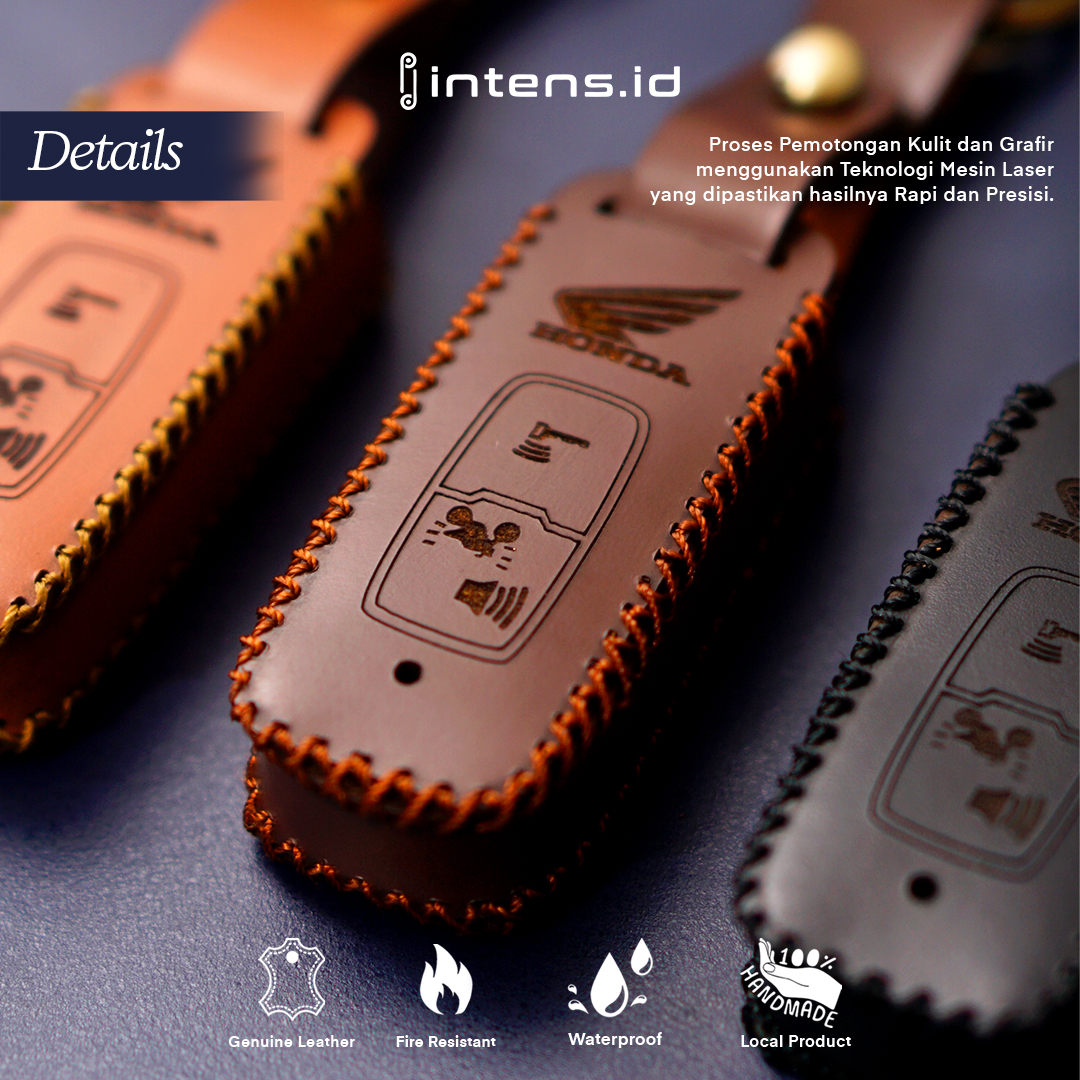 intens.id
Details
Proses Pemotongan Kulit dan Grafir
menggunakan Teknologi Mesin Laser
yang dipastikan hasilnya Rapi dan Presisi.
HONDA
100%
HANDMADE
Genuine Leather
Fire Resistant
Waterproof
Local Product